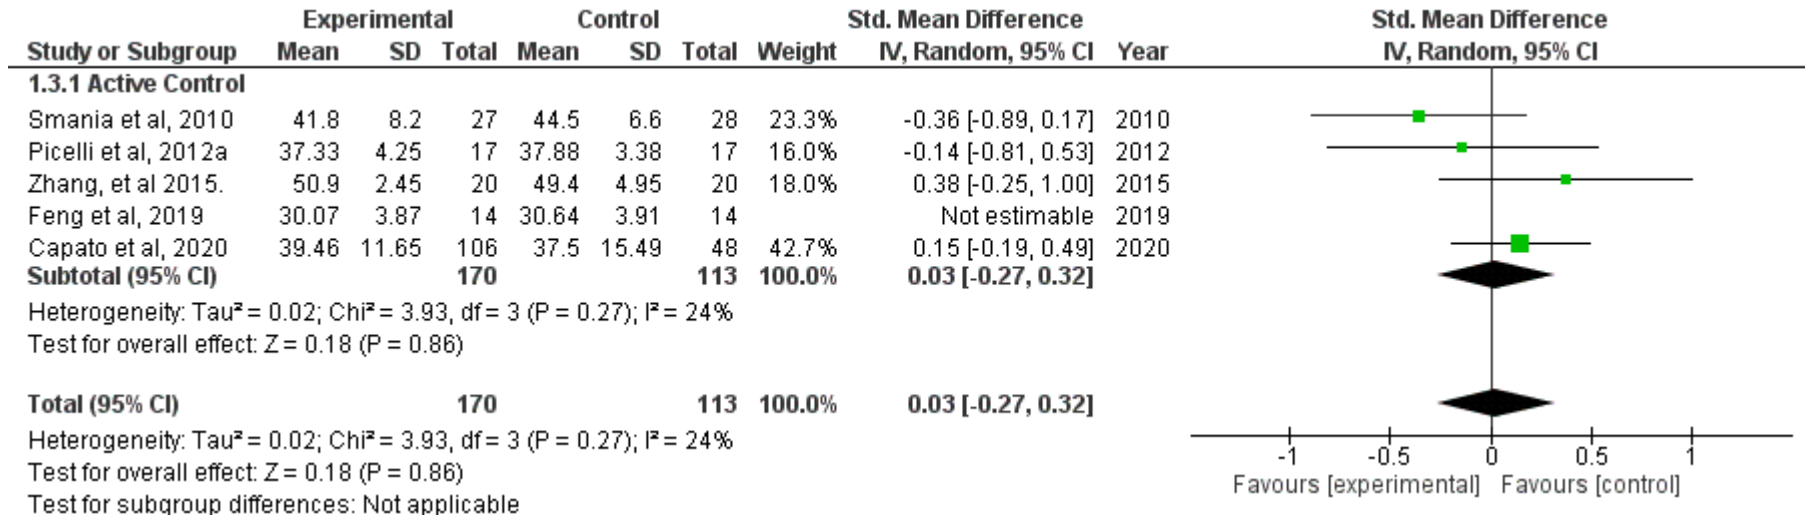 Experimental Control Std. Mean Difference Std. Mean Difference
Study or Subgroup Mean SD Total Mean SD Total Weight IV, Random, 95% CI Year IV, Random, 95% CI
1.3.1 Active Control
Smania et al, 2010 41.8 8.2 27 44.5 6.6 28 23.3% -0.36 [-0.89, 0.17] 2010
Picelli et al, 2012a 37.33 4.25 17 37.88 3.38 17 16.0% -0.14 [-0.81, 0.53] 2012
Zhang, et al 2015. 50.9 2.45 20 49.4 4.95 20 18.0% 0.38 [-0.25, 1.00] 2015
Feng et al, 2019 30.07 3.87 14 30.64 3.91 14 Not estimable 2019
Capato et al, 2020 39.46 11.65 106 37.5 15.49 48 42.7% 0.15 [-0.19, 0.49] 2020
Subtotal (95% CI) 170 113 100.0% 0.03 [-0.27, 0.32]
Heterogeneity: Tau² = 0.02; Chi² = 3.93, df = 3 (P = 0.27); I² = 24%
Test for overall effect: Z = 0.18 (P = 0.86)
Total (95% CI) 170 113 100.0% 0.03 [-0.27, 0.32]
Heterogeneity: Tau² = 0.02; Chi² = 3.93, df = 3 (P = 0.27); I² = 24%
Test for overall effect: Z = 0.18 (P = 0.86)
Test for subgroup differences: Not applicable
-1 -0.5 0 0.5 1
Favours [experimental] Favours [control]